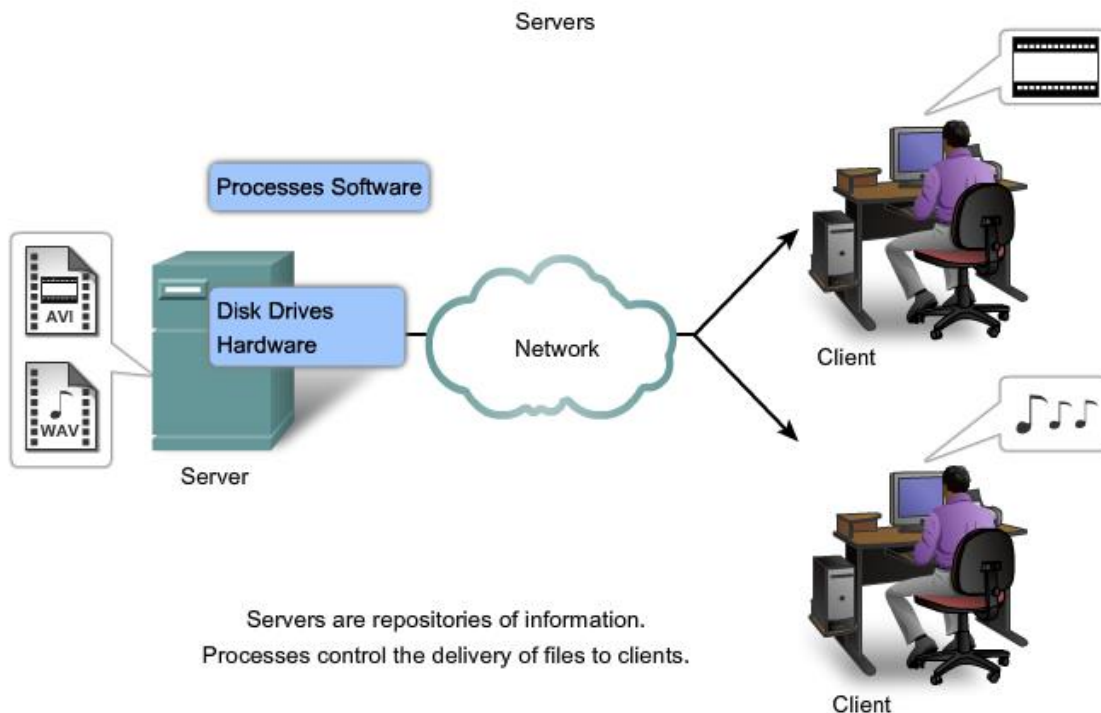 Servers
Processes Software
AVI
Disk Drives
Hardware
Network
WAV
Server
Client
Servers are repositories of information.
Processes control the delivery of files to clients.
Client